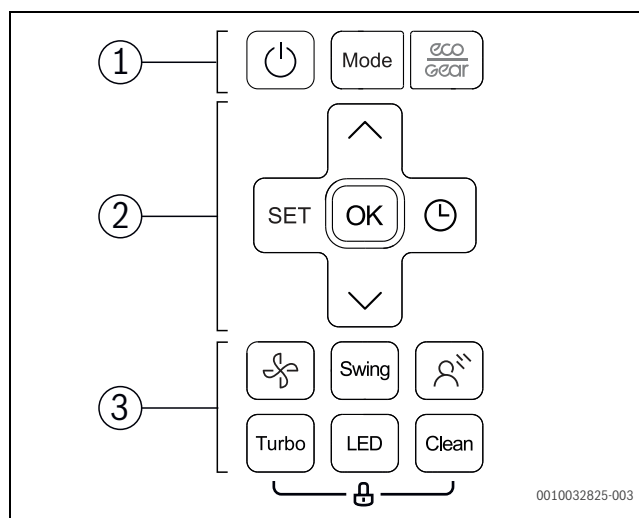 1
Mode
eco
Gear
2
SET OK
3
Swing
Turbo LED Clean
0010032825-003